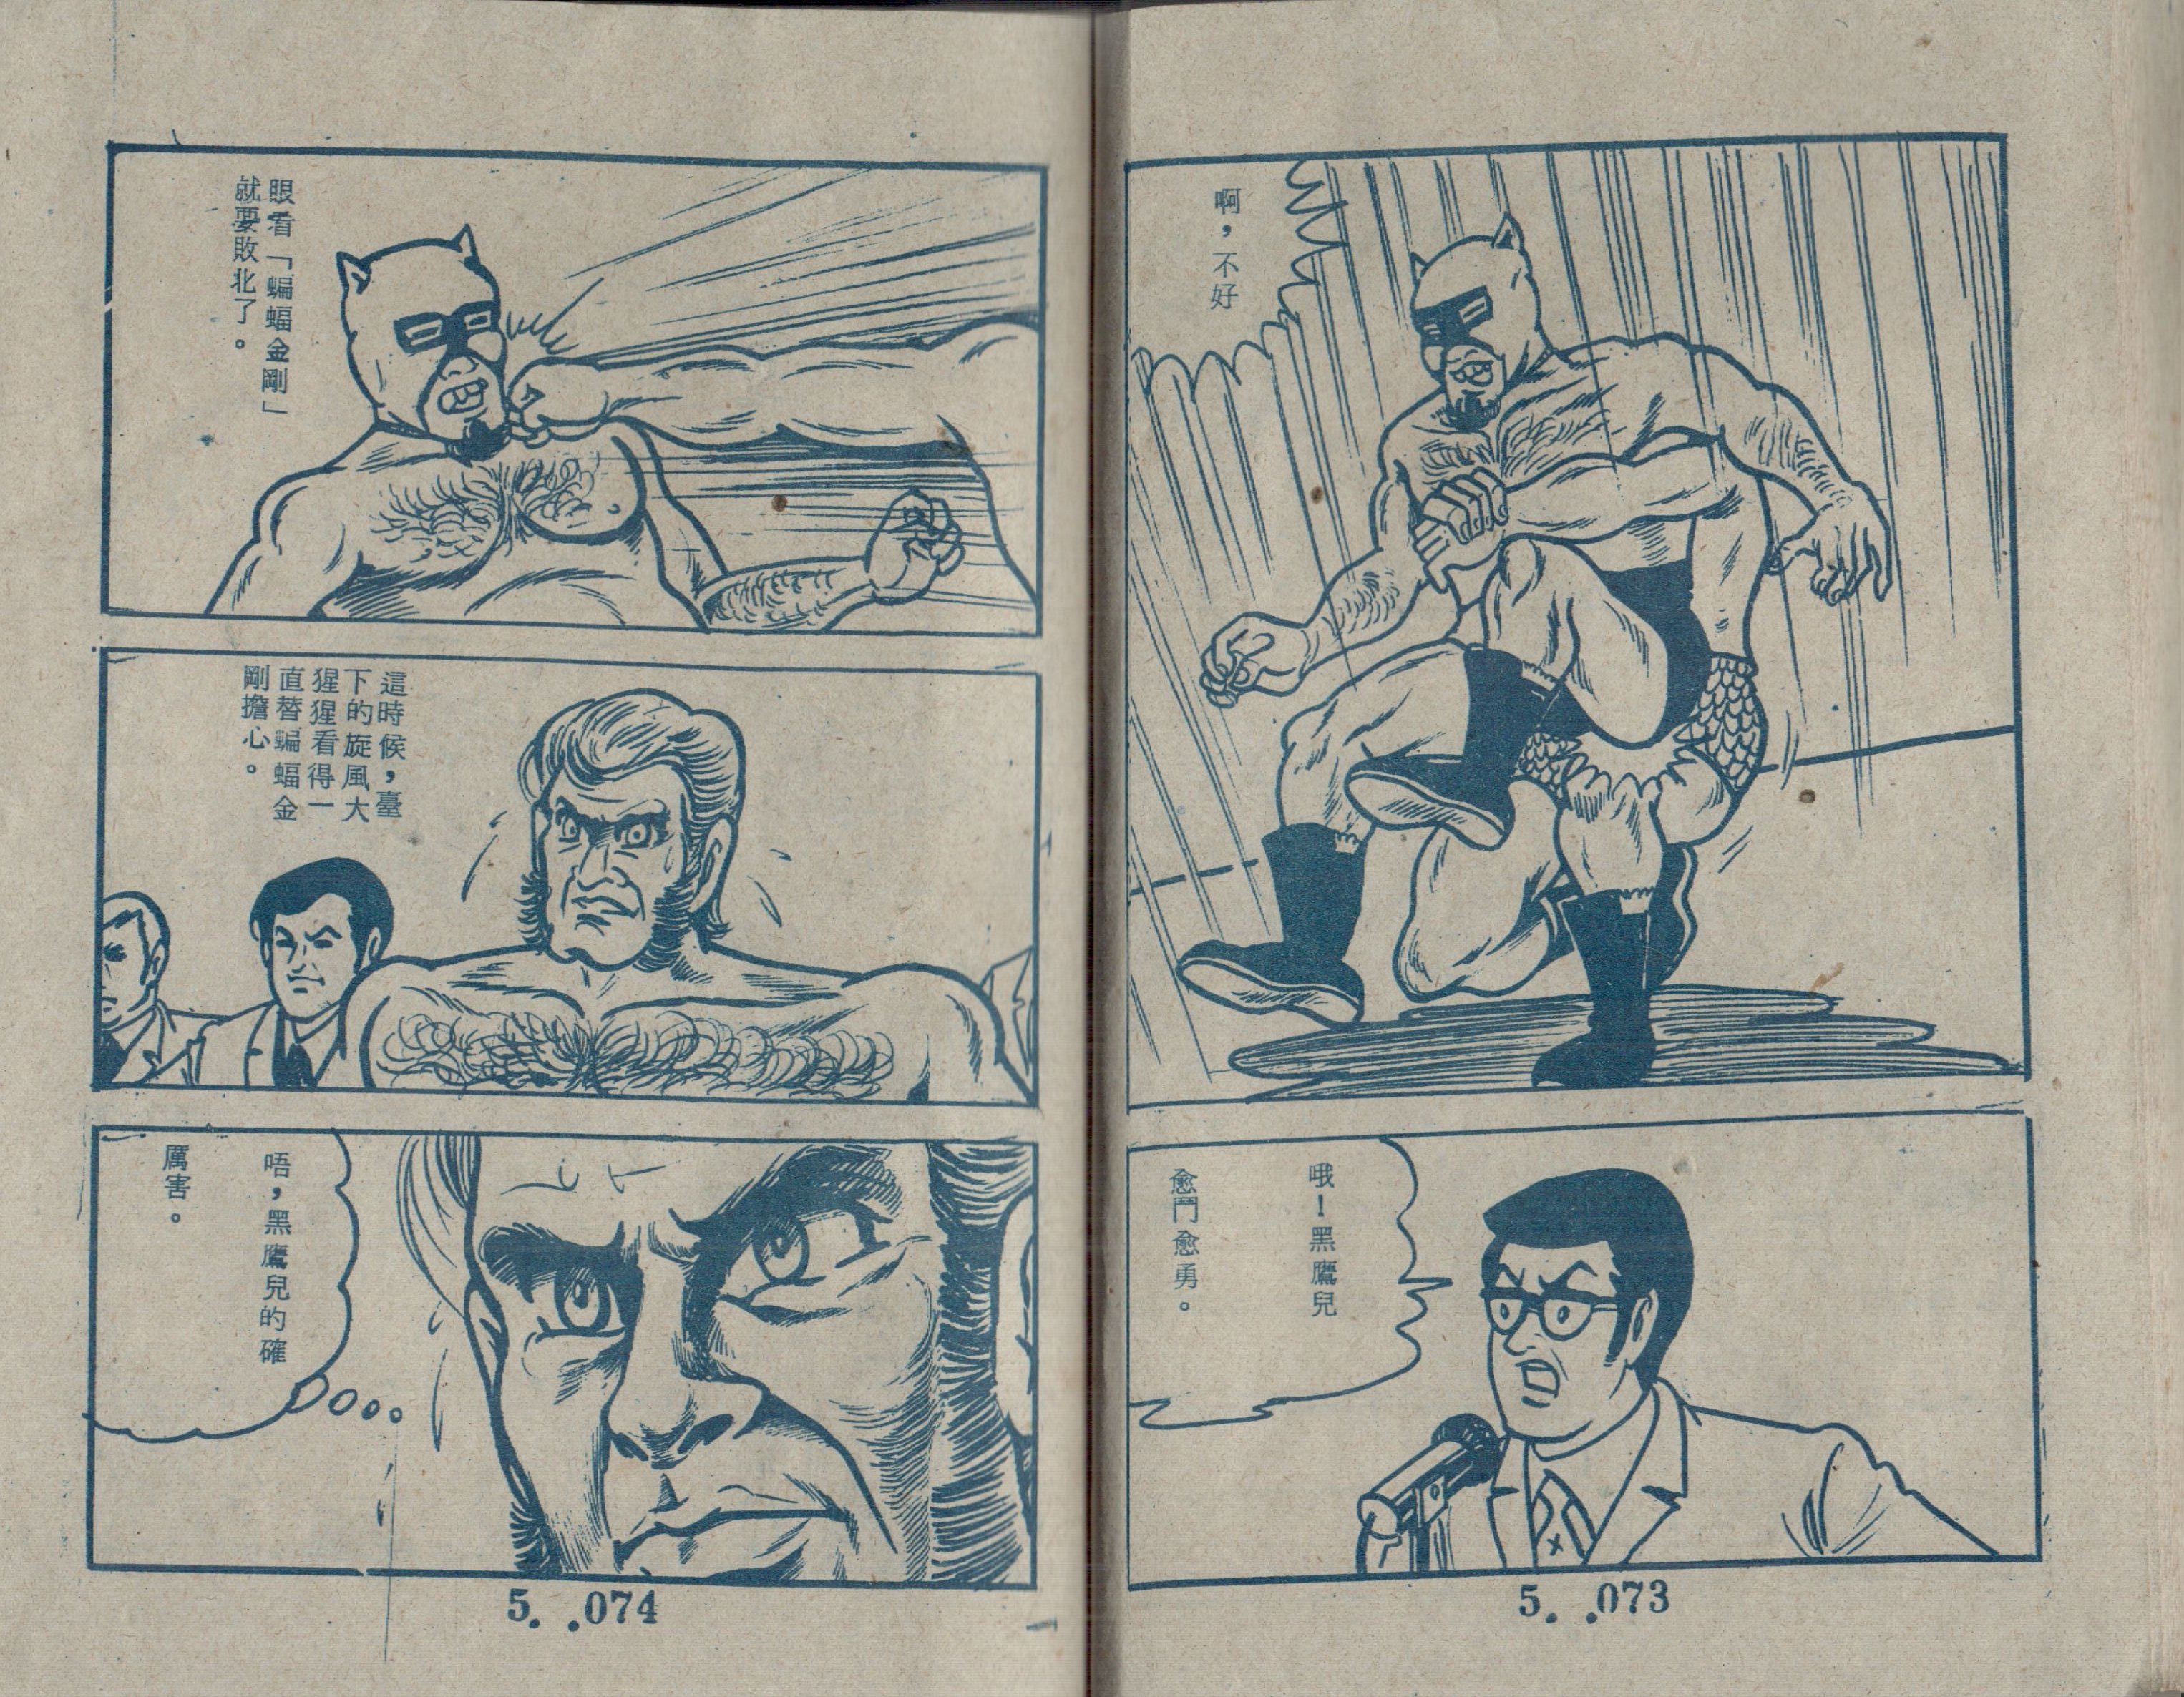 啊，不好
哦！黑鷹兒
愈鬥愈勇。
5. .073
眼看「蝙蝠金剛」
就要敗北了。
這時候，臺
下的旋風大
猩猩看得一
直替蝙蝠金
剛擔心。
唔，黑鷹兒的確
厲害。
5. .074